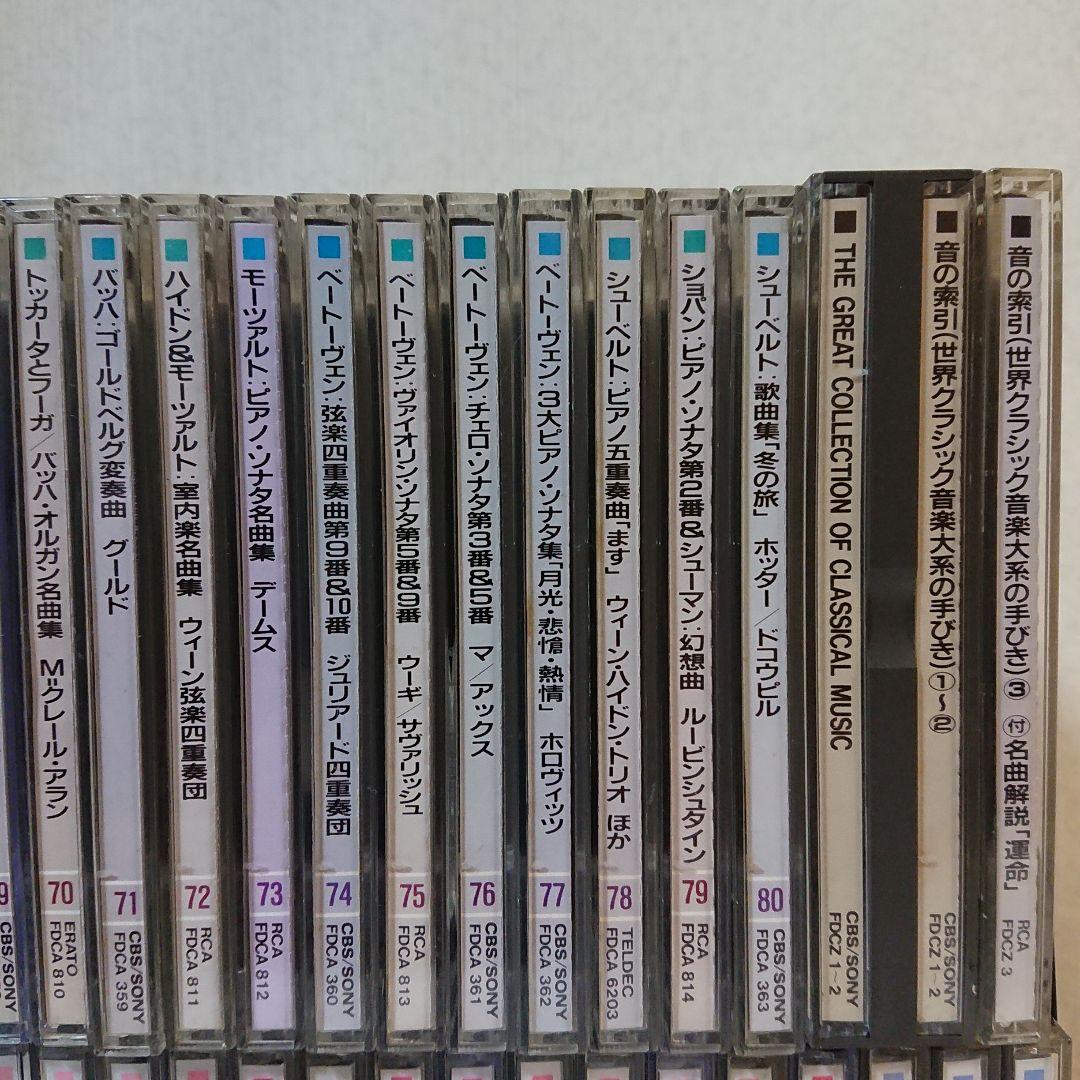 9
CBS/SONY
トッカータとフーガ/バッハ・オルガン名曲集 M=クレール・アラン
70
ERATO
FDCA 810
バッハ:ゴールドベルグ変奏曲 グールド
71
CBS/SONY
FDCA 359
ハイドン&モーツァルト:室内楽名曲集 ウィーン弦楽四重奏団
72
RCA
FDCA 811
モーツァルト:ピアノ・ソナタ名曲集 デームス
73
RCA
FDCA 812
ベートーヴェン:弦楽四重奏曲第9番&10番 ジュリアード四重奏団
74
CBS/SONY
FDCA 360
ベートーヴェン:ヴァイオリン・ソナタ第5番&9番 ウーギ/サヴァリッシュ
75
RCA
FDCA 813
ベートーヴェン:チェロ・ソナタ第3番&5番 マ/アックス
76
CBS/SONY
FDCA 361
ベートーヴェン:3大ピアノ・ソナタ集「月光・悲愴・熱情」 ホロヴィッツ
77
CBS/SONY
FDCA 362
シューベルト:ピアノ五重奏曲「ます」 ウィーン・ハイドン・トリオ ほか
78
TELDEC
FDCA 6203
ショパン:ピアノ・ソナタ第2番&シューマン:幻想曲 ルービンシュタイン
79
RCA
FDCA 814
シューベルト:歌曲集「冬の旅」 ホッター/ドコウピル
80
CBS/SONY
FDCA 363
THE GREAT COLLECTION OF CLASSICAL MUSIC
CBS/SONY
FDCZ 1~2
音の索引(世界クラシック音楽大系の手びき)①~②
CBS/SONY
FDCZ 1~2
音の索引(世界クラシック音楽大系の手びき)③ 付名曲解説「運命」
RCA
FDCZ 3